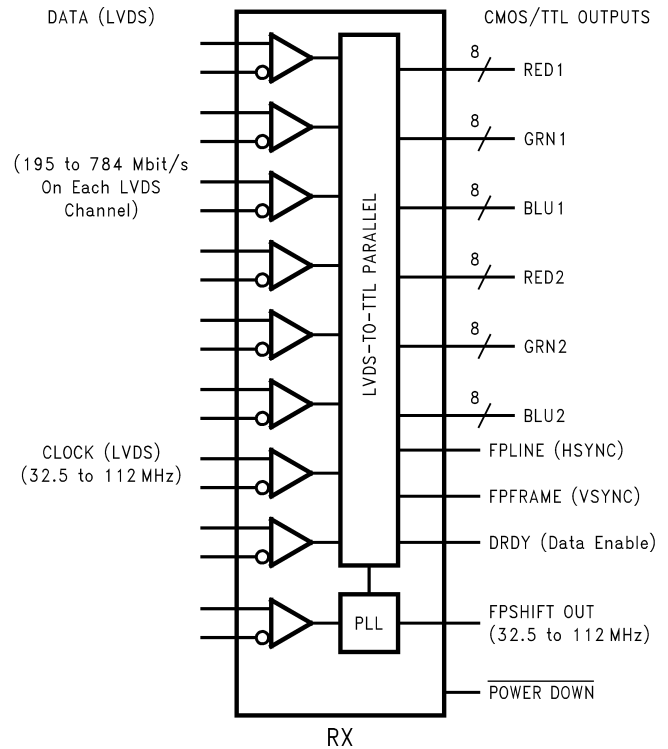 DATA (LVDS)
CMOS/TTL OUTPUTS
(195 to 784 Mbit/s
On Each LVDS
Channel)
CLOCK (LVDS)
(32.5 to 112 MHz)
LVDS-TO-TTL PARALLEL
PLL
8
RED1
8
GRN1
8
BLU1
8
RED2
8
GRN2
8
BLU2
FPLINE (HSYNC)
FPFRAME (VSYNC)
DRDY (Data Enable)
FPSHIFT OUT
(32.5 to 112 MHz)
POWER DOWN
RX